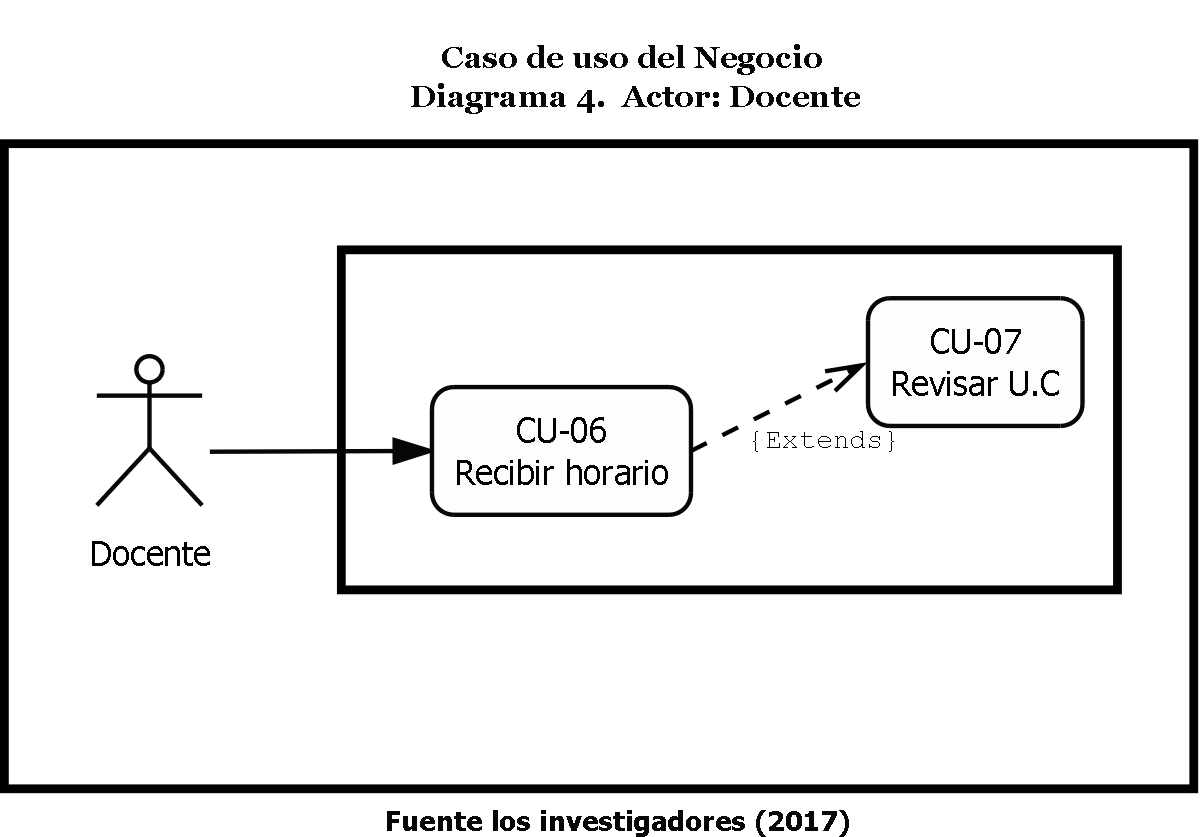 Caso de uso del Negocio
Diagrama 4.  Actor: Docente
CU-07
Revisar U.C
CU-06
Recibir horario
{Extends}
Docente
Fuente los investigadores (2017)